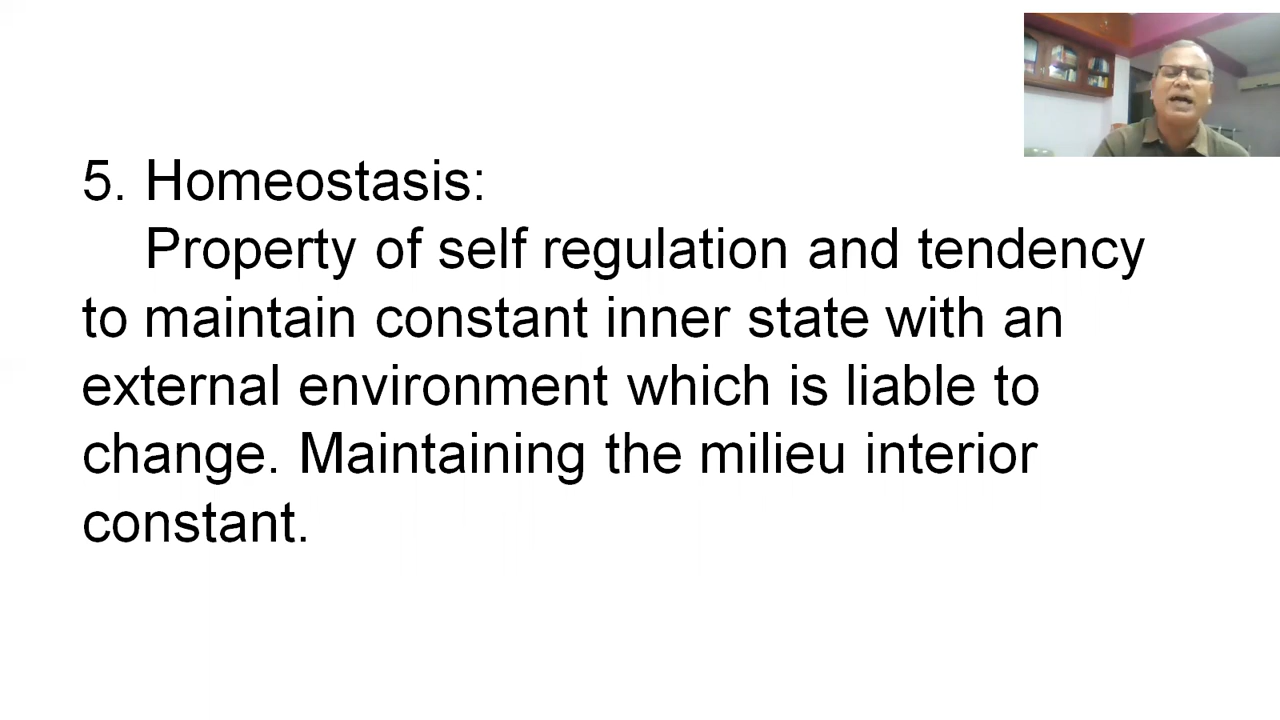 5. Homeostasis:
Property of self regulation and tendency
to maintain constant inner state with an
external environment which is liable to
change. Maintaining the milieu interior
constant.